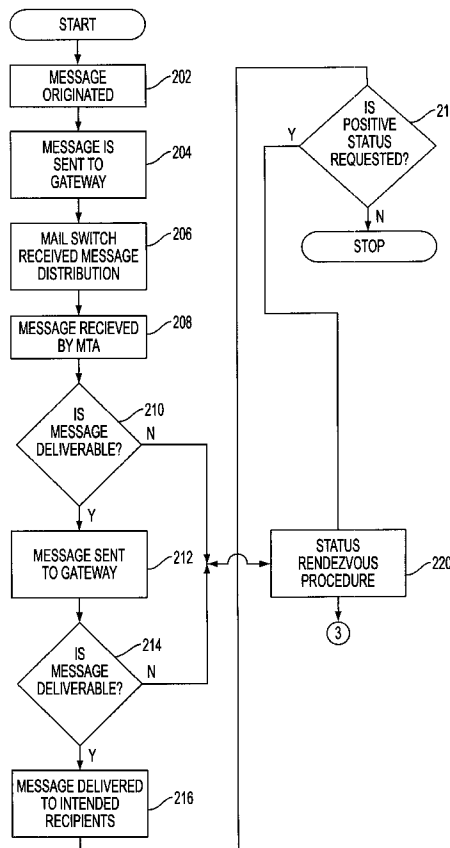 START
MESSAGE
ORIGINATED
202
MESSAGE IS
SENT TO
GATEWAY
204
MAIL SWITCH
RECEIVED MESSAGE
DISTRIBUTION
206
MESSAGE RECIEVED
BY MTA
208
IS
MESSAGE
DELIVERABLE?
210
N
Y
MESSAGE SENT
TO GATEWAY
212
IS
MESSAGE
DELIVERABLE?
214
N
Y
MESSAGE DELIVERED
TO INTENDED
RECIPIENTS
216
IS
POSITIVE
STATUS
REQUESTED?
21
Y
N
STOP
STATUS
RENDEZVOUS
PROCEDURE
220
3